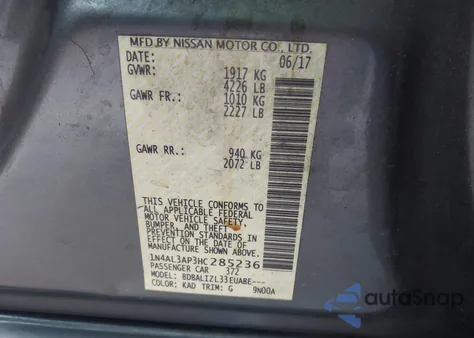 MFD BY NISSAN MOTOR CO., LTD.
DATE: 06/17
GVWR: 1917 KG
4226 LB
GAWR FR.: 1010 KG
2227 LB
GAWR RR.: 940 KG
2072 LB
THIS VEHICLE CONFORMS TO
ALL APPLICABLE FEDERAL
MOTOR VEHICLE SAFETY,
BUMPER, AND THEFT
PREVENTION STANDARDS IN
EFFECT ON THE DATE OF
MANUFACTURE SHOWN ABOVE.
1N4AL3AP3HC285236
PASSENGER CAR 372
MODEL: BDBALIZL33EUABE---
COLOR: KAD TRIM: G 9N00A
autoSnap